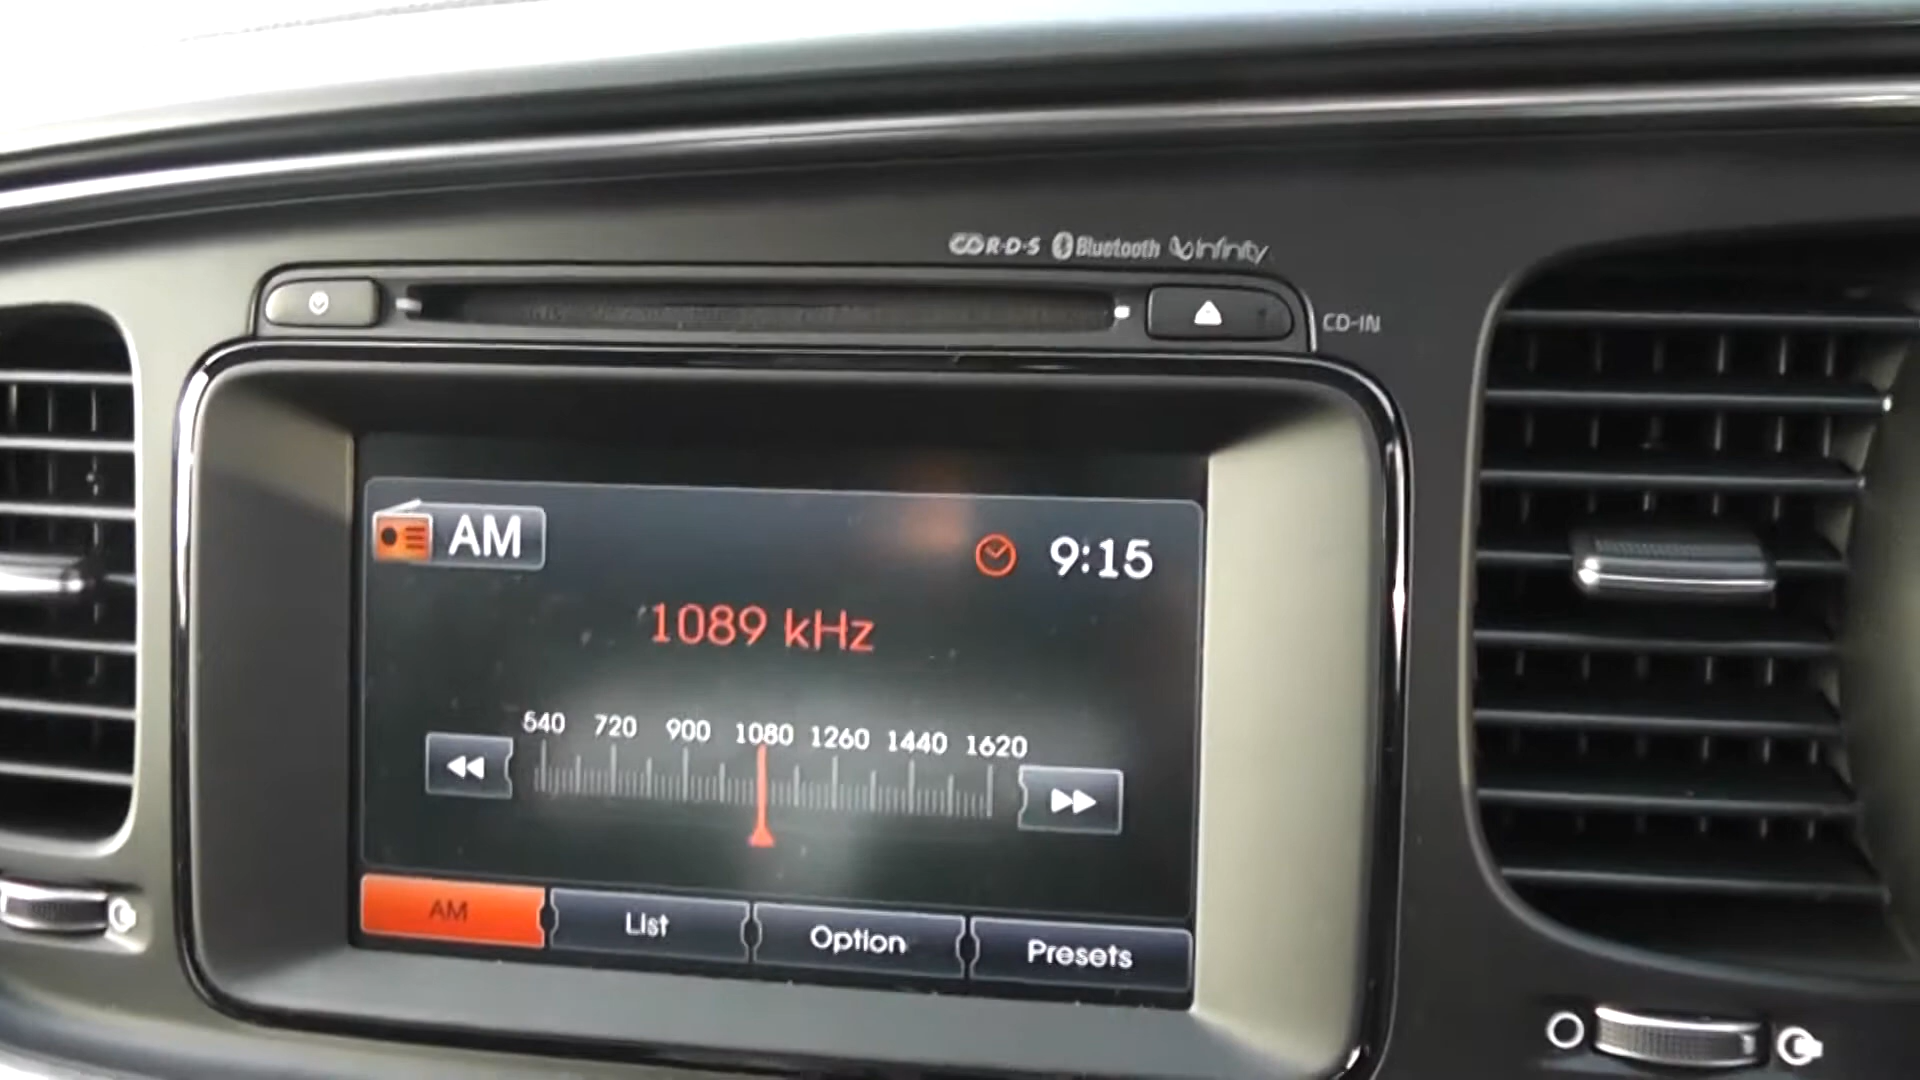 R·D·S Bluetooth Infinity
CD-IN
AM 9:15
1089 kHz
540 720 900 1080 1260 1440 1620
AM List Option Presets